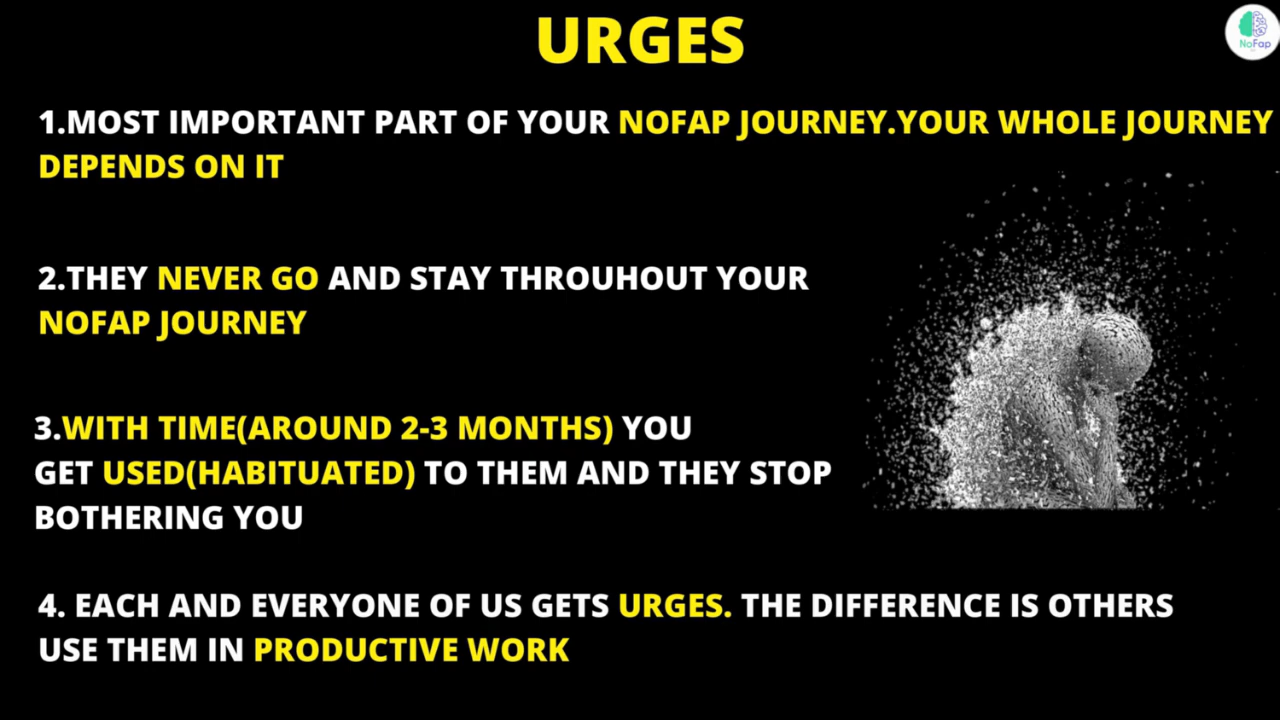 URGES
NoFap
1.MOST IMPORTANT PART OF YOUR NOFAP JOURNEY.YOUR WHOLE JOURNEY
DEPENDS ON IT
2.THEY NEVER GO AND STAY THROUHOUT YOUR
NOFAP JOURNEY
3.WITH TIME(AROUND 2-3 MONTHS) YOU
GET USED(HABITUATED) TO THEM AND THEY STOP
BOTHERING YOU
4. EACH AND EVERYONE OF US GETS URGES. THE DIFFERENCE IS OTHERS
USE THEM IN PRODUCTIVE WORK